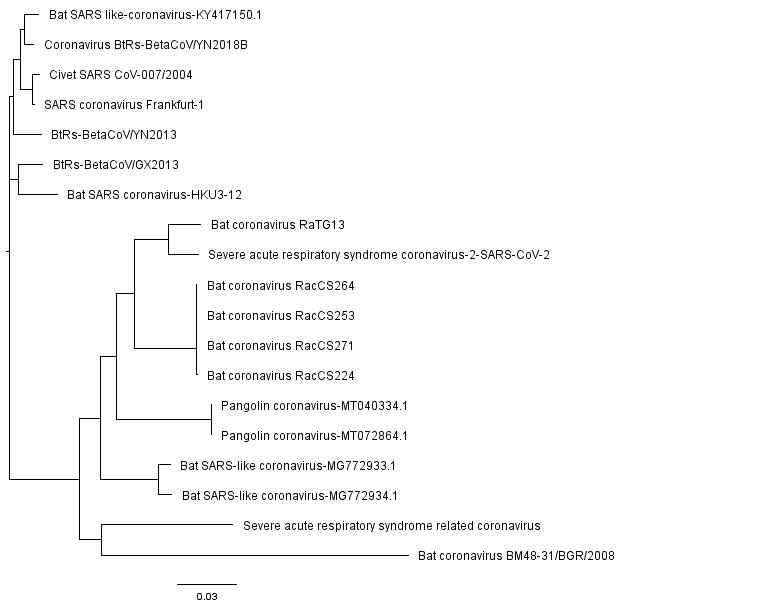 Bat SARS like-coronavirus-KY417150.1
Coronavirus BtRs-BetaCoV/YN2018B
Civet SARS CoV-007/2004
SARS coronavirus Frankfurt-1
BtRs-BetaCoV/YN2013
BtRs-BetaCoV/GX2013
Bat SARS coronavirus-HKU3-12
Bat coronavirus RaTG13
Severe acute respiratory syndrome coronavirus-2-SARS-CoV-2
Bat coronavirus RacCS264
Bat coronavirus RacCS253
Bat coronavirus RacCS271
Bat coronavirus RacCS224
Pangolin coronavirus-MT040334.1
Pangolin coronavirus-MT072864.1
Bat SARS-like coronavirus-MG772933.1
Bat SARS-like coronavirus-MG772934.1
Severe acute respiratory syndrome related coronavirus
Bat coronavirus BM48-31/BGR/2008
0.03